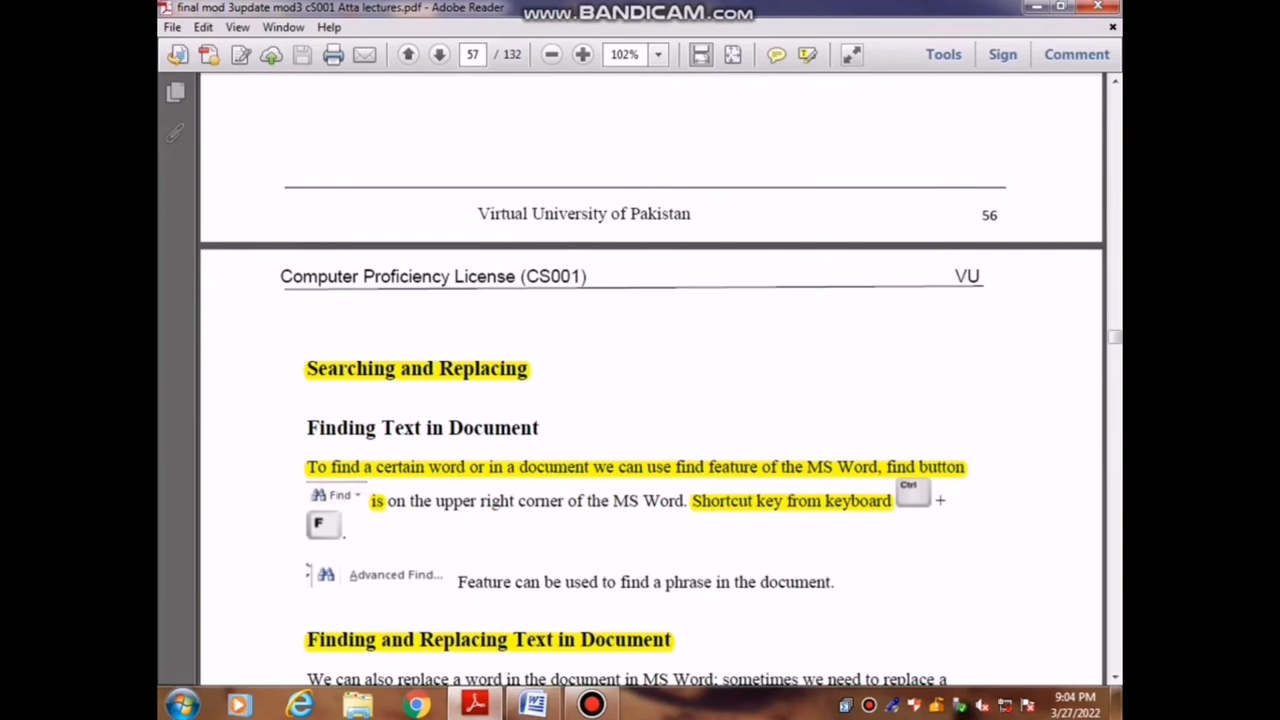 final mod 3update mod3 cS001 Atta lectures.pdf - Adobe Reader
www.BANDICAM.com
File Edit View Window Help
57 / 132 102% Tools Sign Comment
Virtual University of Pakistan 56
Computer Proficiency License (CS001) VU
Searching and Replacing
Finding Text in Document
To find a certain word or in a document we can use find feature of the MS Word, find button
Find is on the upper right corner of the MS Word. Shortcut key from keyboard Ctrl +
F .
Advanced Find... Feature can be used to find a phrase in the document.
Finding and Replacing Text in Document
We can also replace a word in the document in MS Word; sometimes we need to replace a
9:04 PM
3/27/2022